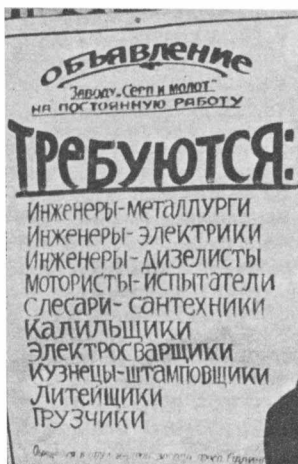 ОБЪЯВЛЕНИЕ
ЗАВОДУ „СЕРП И МОЛОТ"
НА ПОСТОЯННУЮ РАБОТУ
ТРЕБУЮТСЯ:
ИНЖЕНЕРЫ-МЕТАЛЛУРГИ
ИНЖЕНЕРЫ-ЭЛЕКТРИКИ
ИНЖЕНЕРЫ-ДИЗЕЛИСТЫ
МОТОРИСТЫ-ИСПЫТАТЕЛИ
СЛЕСАРИ-САНТЕХНИКИ
КАЛИЛЬЩИКИ
ЭЛЕКТРОСВАРЩИКИ
КУЗНЕЦЫ-ШТАМПОВЩИКИ
ЛИТЕЙЩИКИ
ГРУЗЧИКИ